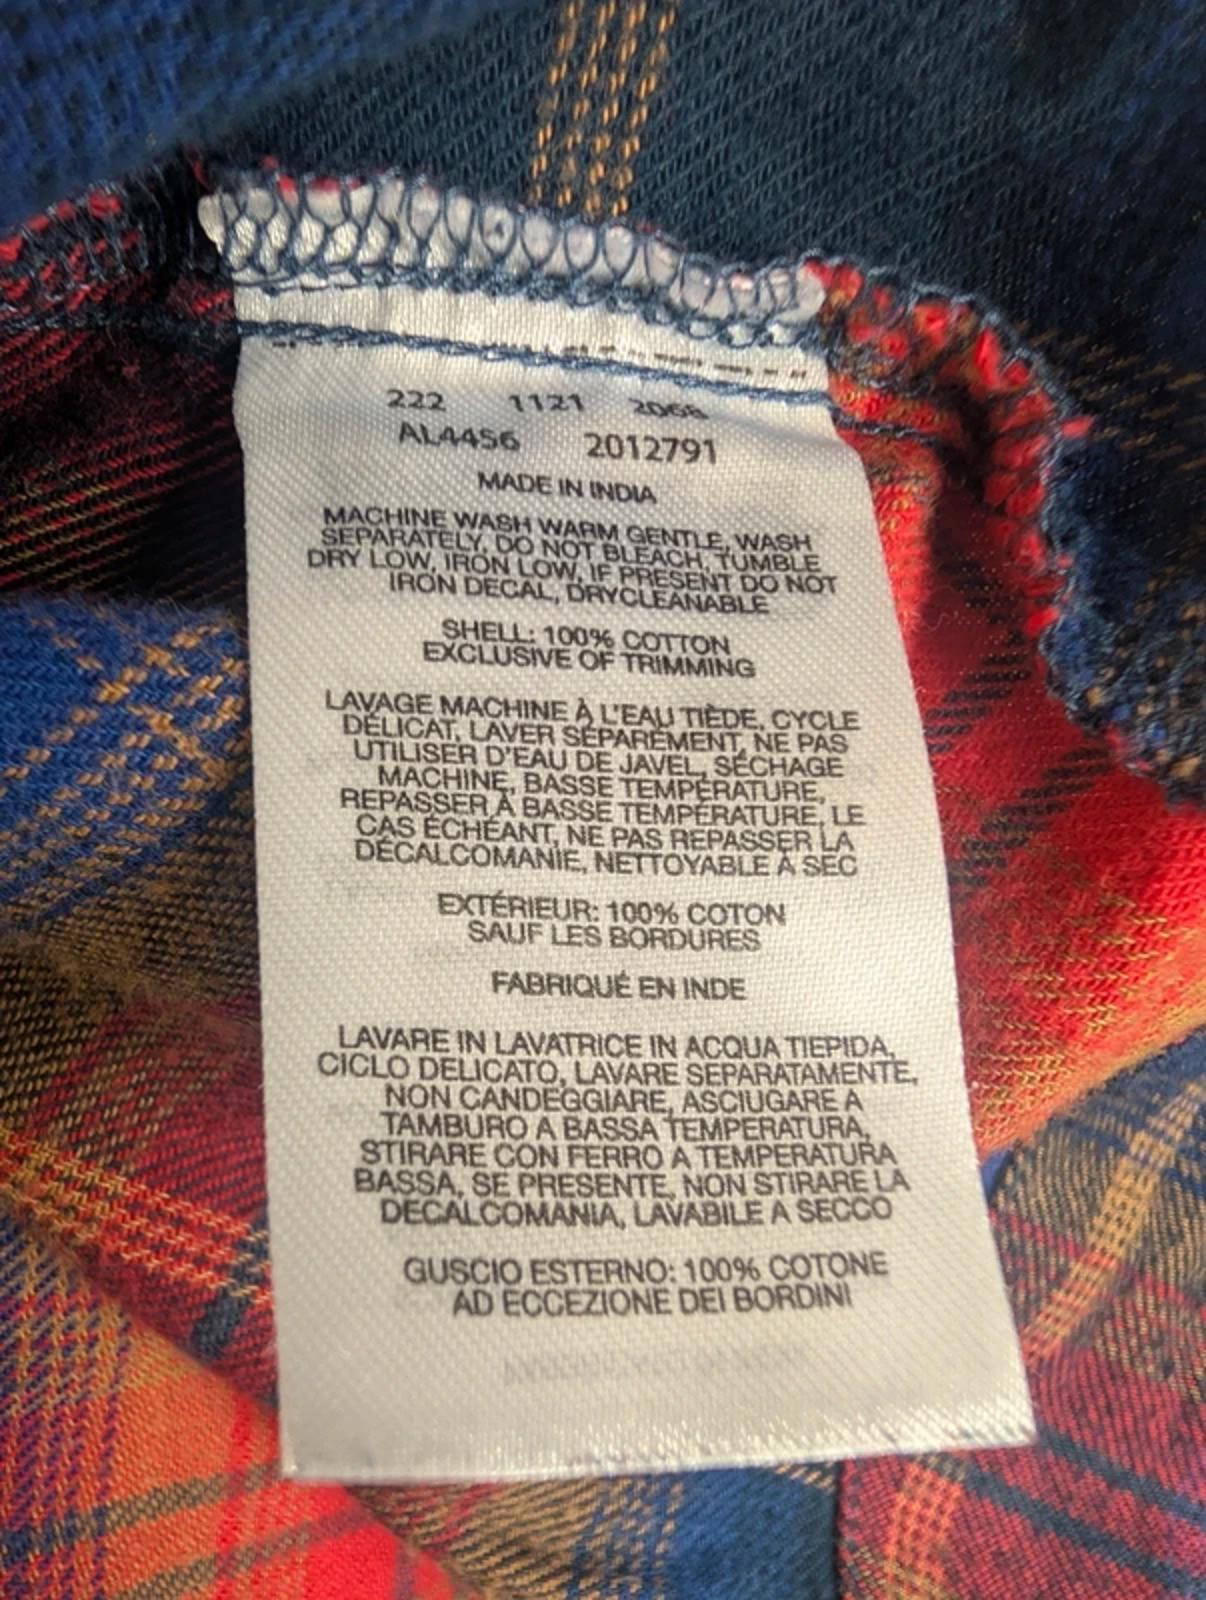 222 1121 2068
AL4456 2012791
MADE IN INDIA
MACHINE WASH WARM GENTLE, WASH
SEPARATELY, DO NOT BLEACH, TUMBLE
DRY LOW, IRON LOW, IF PRESENT DO NOT
IRON DECAL, DRYCLEANABLE
SHELL: 100% COTTON
EXCLUSIVE OF TRIMMING
LAVAGE MACHINE À L'EAU TIÈDE, CYCLE
DÉLICAT, LAVER SÉPARÉMENT, NE PAS
UTILISER D'EAU DE JAVEL, SÉCHAGE
MACHINE, BASSE TEMPÉRATURE,
REPASSER À BASSE TEMPÉRATURE, LE
CAS ÉCHÉANT, NE PAS REPASSER LA
DÉCALCOMANIE, NETTOYABLE À SEC
EXTÉRIEUR: 100% COTON
SAUF LES BORDURES
FABRIQUÉ EN INDE
LAVARE IN LAVATRICE IN ACQUA TIEPIDA,
CICLO DELICATO, LAVARE SEPARATAMENTE,
NON CANDEGGIARE, ASCIUGARE A
TAMBURO A BASSA TEMPERATURA,
STIRARE CON FERRO A TEMPERATURA
BASSA, SE PRESENTE, NON STIRARE LA
DECALCOMANIA, LAVABILE A SECCO
GUSCIO ESTERNO: 100% COTONE
AD ECCEZIONE DEI BORDINI